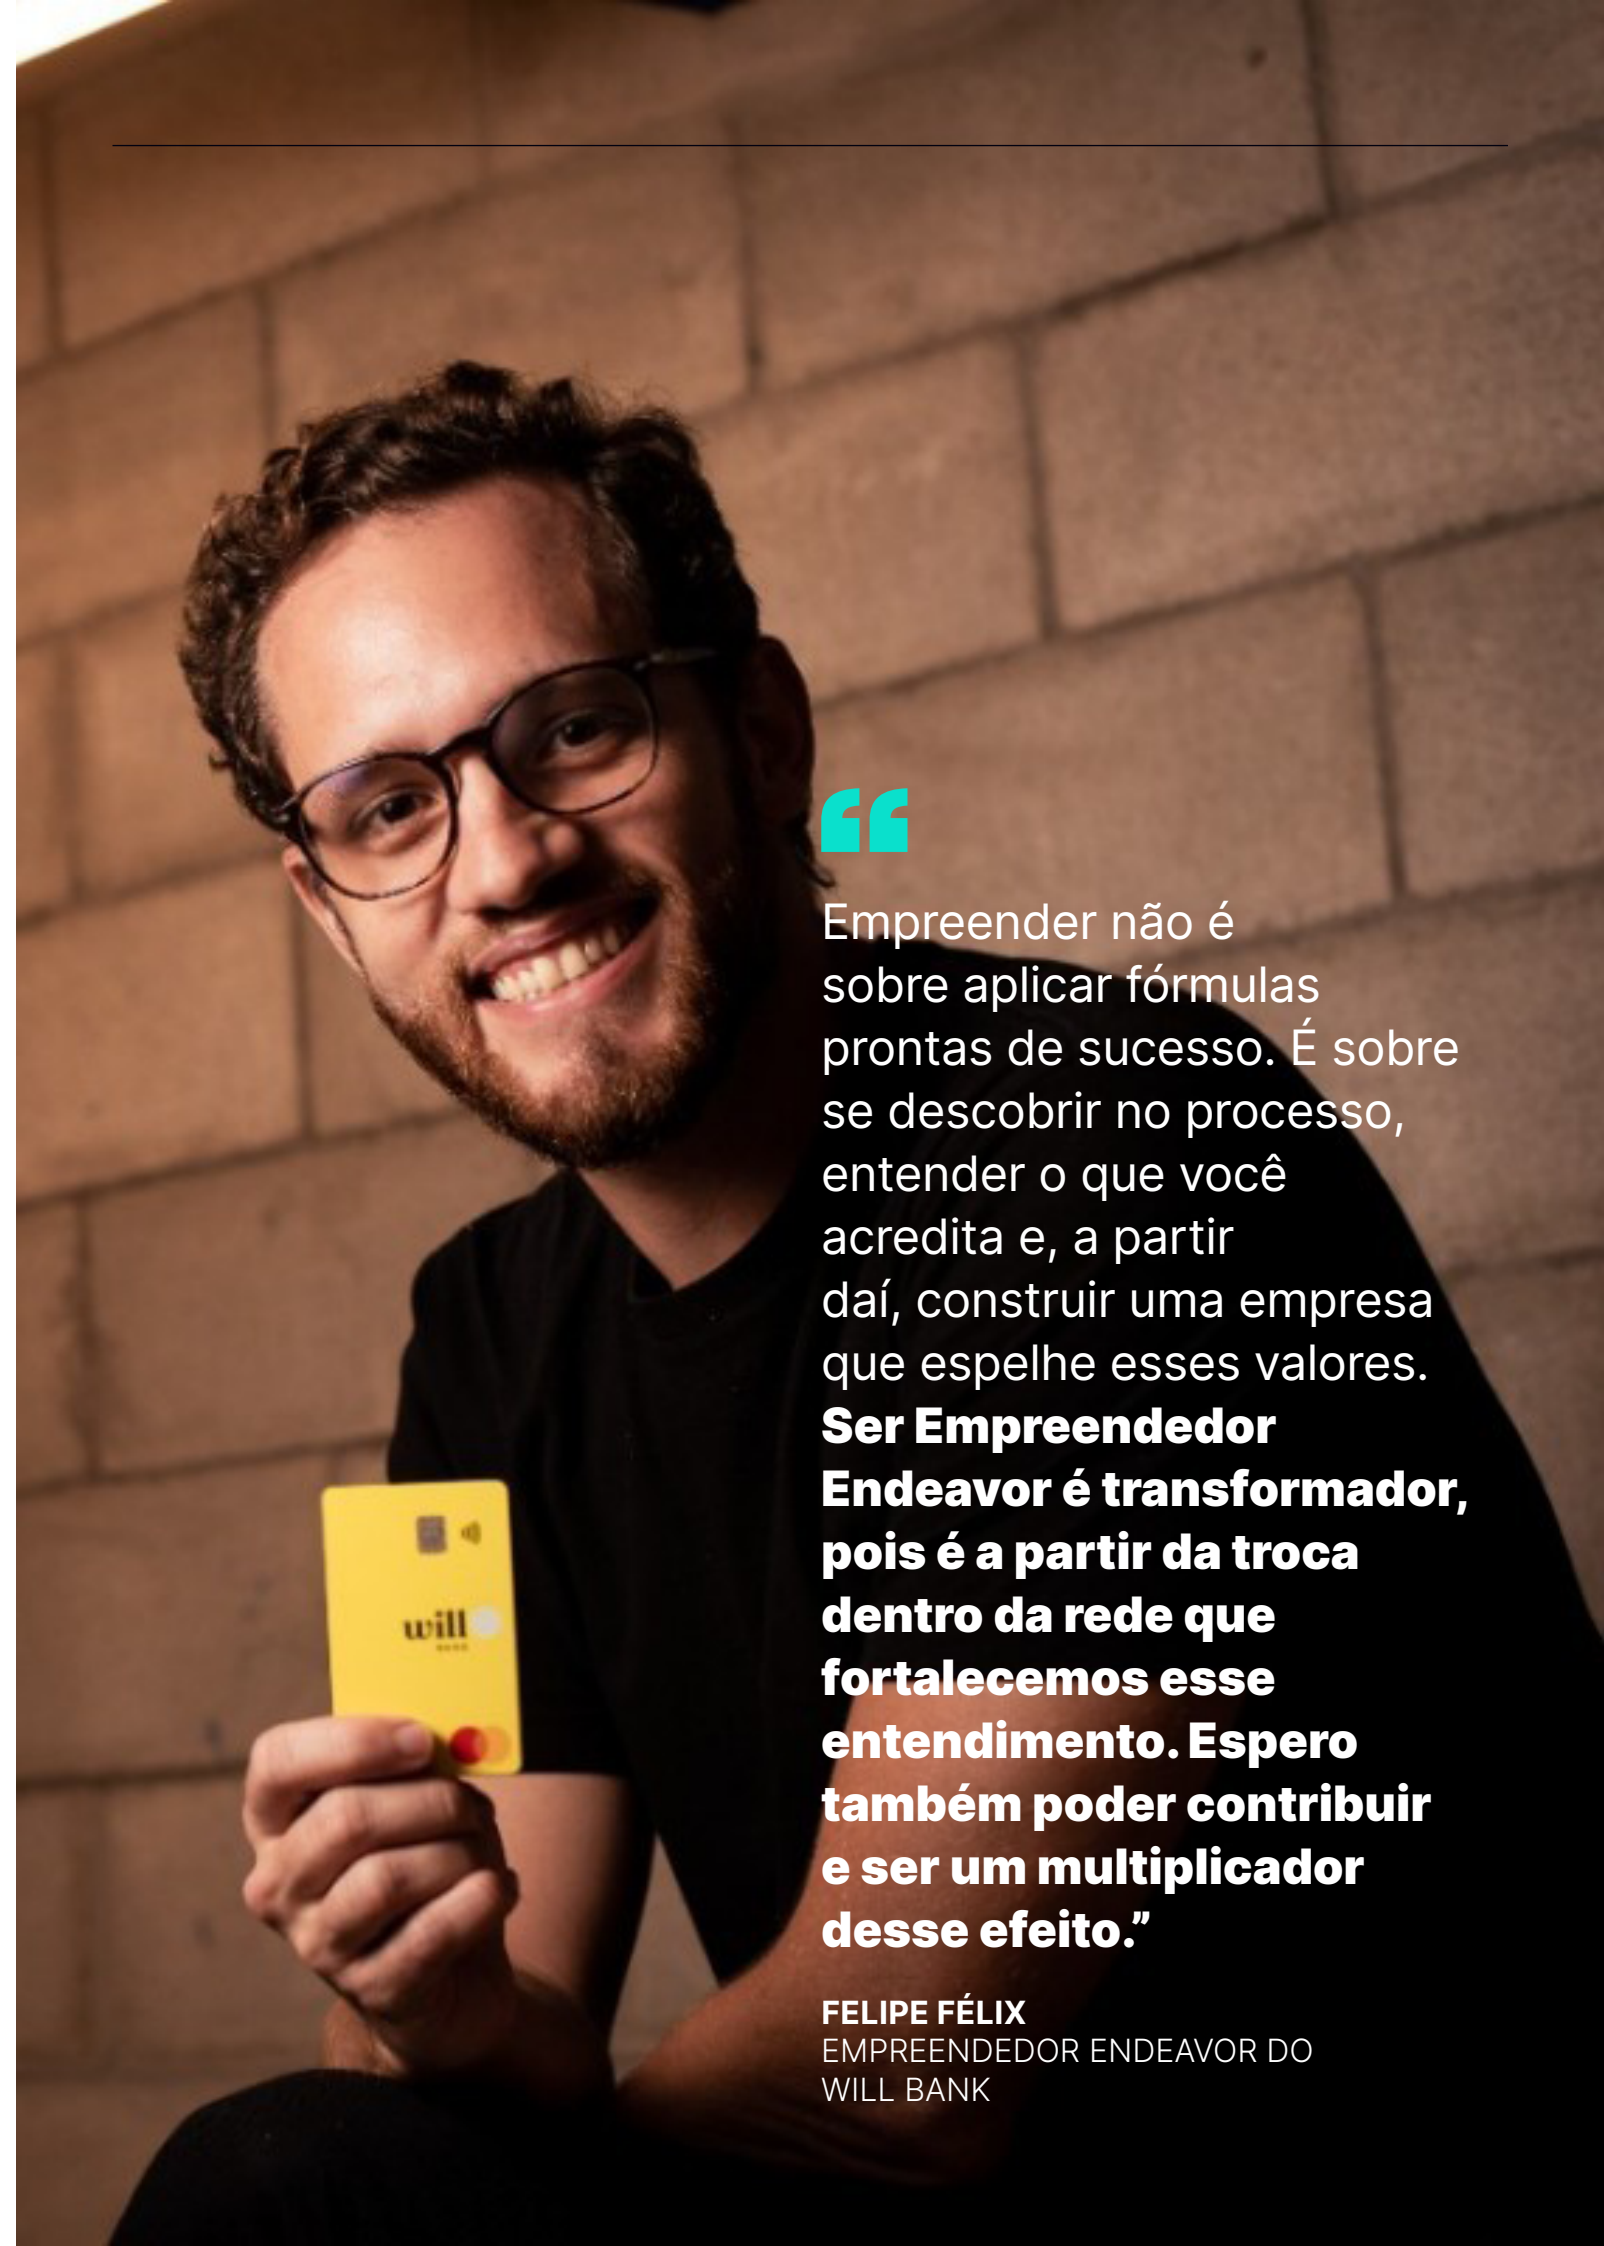 “
Empreender não é
sobre aplicar fórmulas
prontas de sucesso. É sobre
se descobrir no processo,
entender o que você
acredita e, a partir
daí, construir uma empresa
que espelhe esses valores.
Ser Empreendedor
Endeavor é transformador,
pois é a partir da troca
dentro da rede que
fortalecemos esse
entendimento. Espero
também poder contribuir
e ser um multiplicador
desse efeito.”
FELIPE FÉLIX
EMPREENDEDOR ENDEAVOR DO
WILL BANK
will